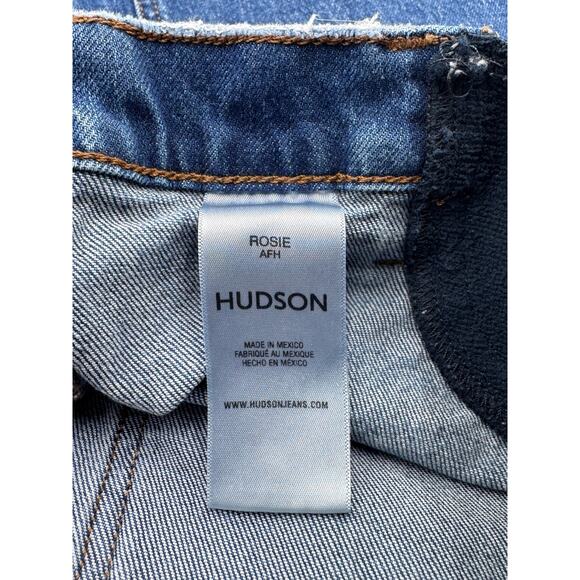 ROSIE
AFH
HUDSON
MADE IN MEXICO
FABRIQUÉ AU MEXIQUE
HECHO EN MÉXICO
WWW.HUDSONJEANS.COM